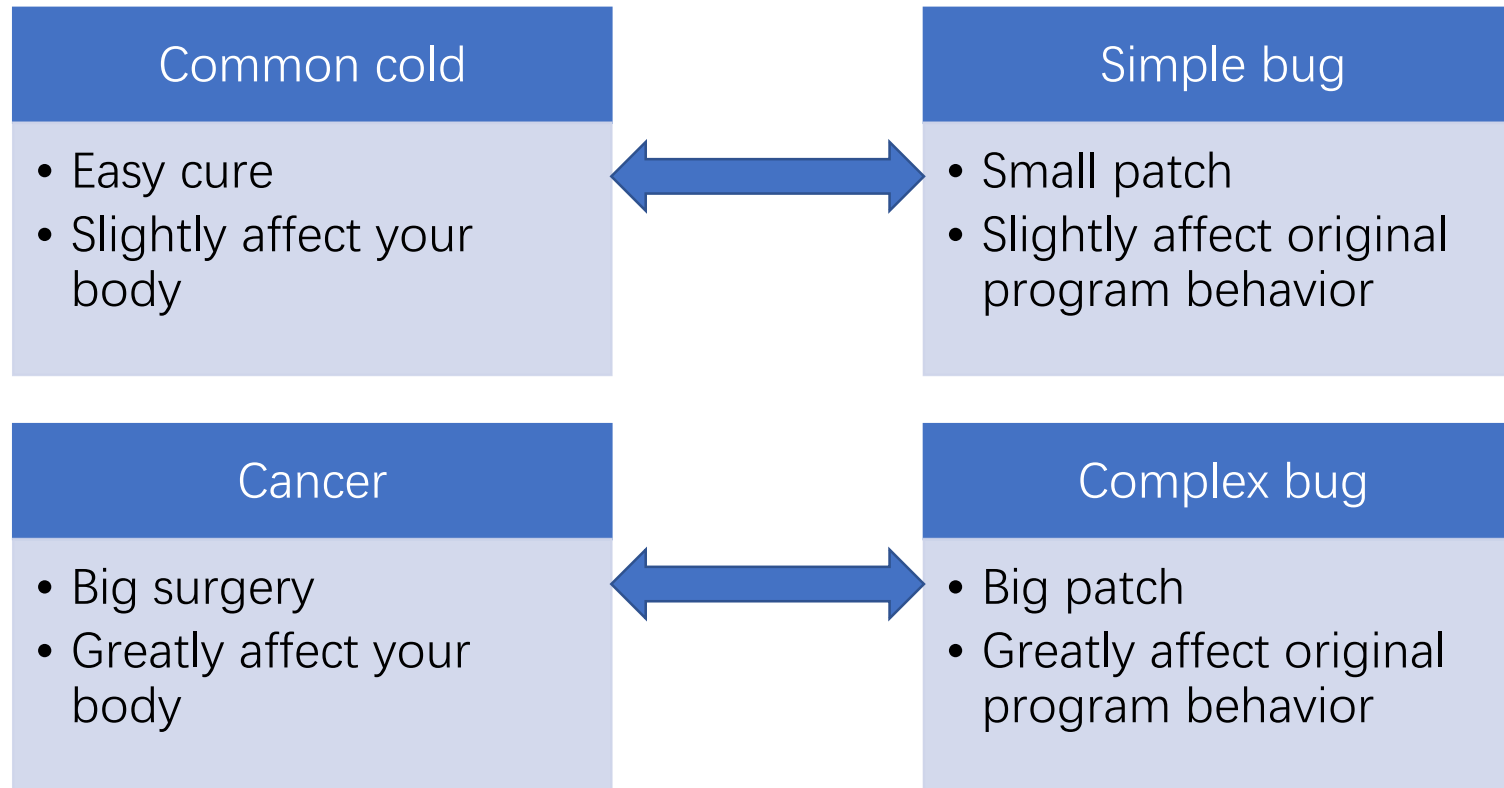 Common cold
• Easy cure
• Slightly affect your
body
Simple bug
• Small patch
• Slightly affect original
program behavior
Cancer
• Big surgery
• Greatly affect your
body
Complex bug
• Big patch
• Greatly affect original
program behavior